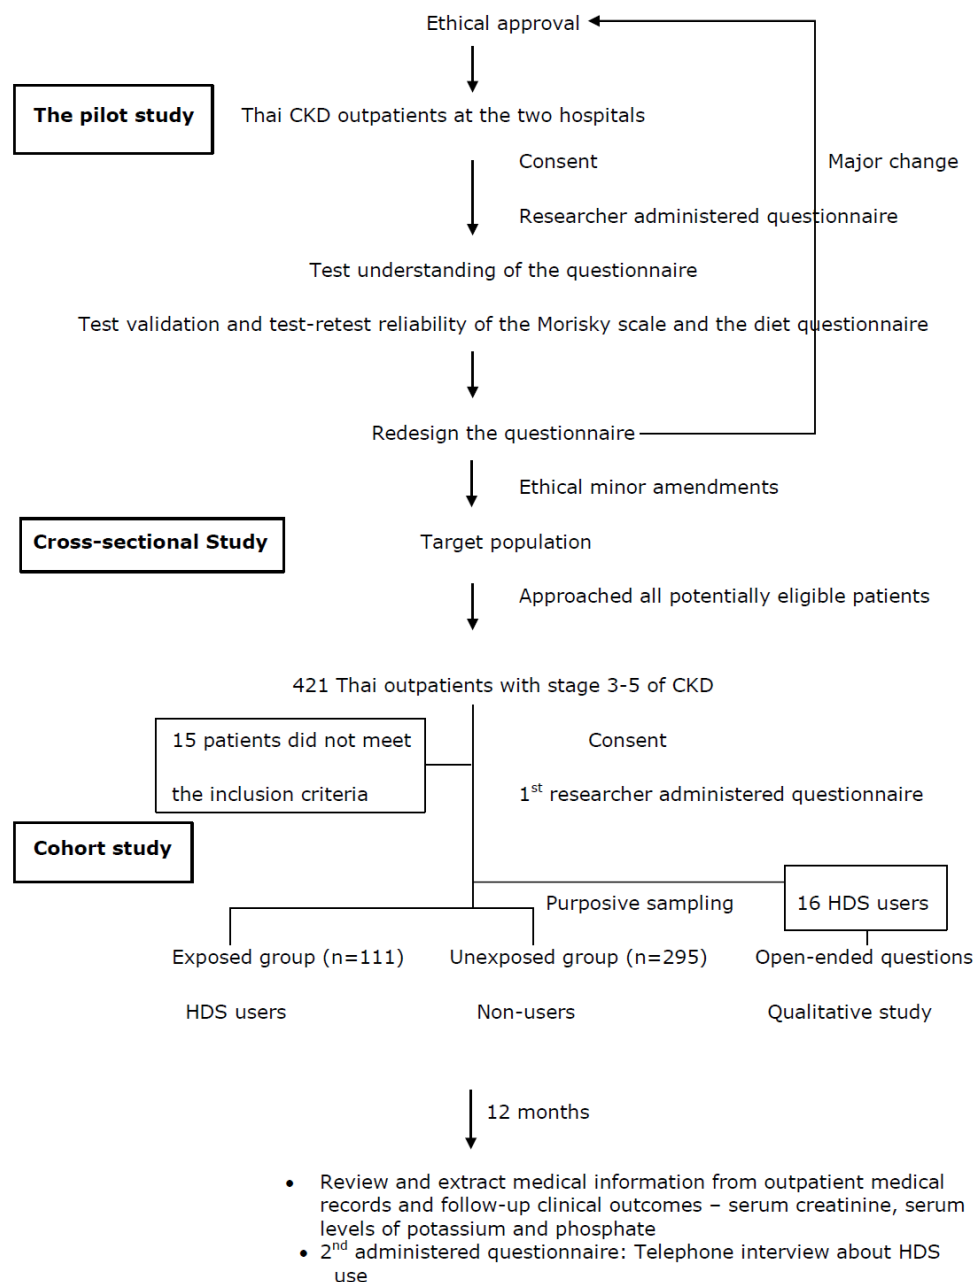 Ethical approval
The pilot study
Thai CKD outpatients at the two hospitals
Consent
Major change
Researcher administered questionnaire
Test understanding of the questionnaire
Test validation and test-retest reliability of the Morisky scale and the diet questionnaire
Redesign the questionnaire
Ethical minor amendments
Cross-sectional Study
Target population
Approached all potentially eligible patients
421 Thai outpatients with stage 3-5 of CKD
15 patients did not meet
the inclusion criteria
Consent
1st researcher administered questionnaire
Cohort study
Purposive sampling
16 HDS users
Exposed group (n=111)
Unexposed group (n=295)
Open-ended questions
HDS users
Non-users
Qualitative study
12 months
• Review and extract medical information from outpatient medical
records and follow-up clinical outcomes – serum creatinine, serum
levels of potassium and phosphate
• 2nd administered questionnaire: Telephone interview about HDS
use